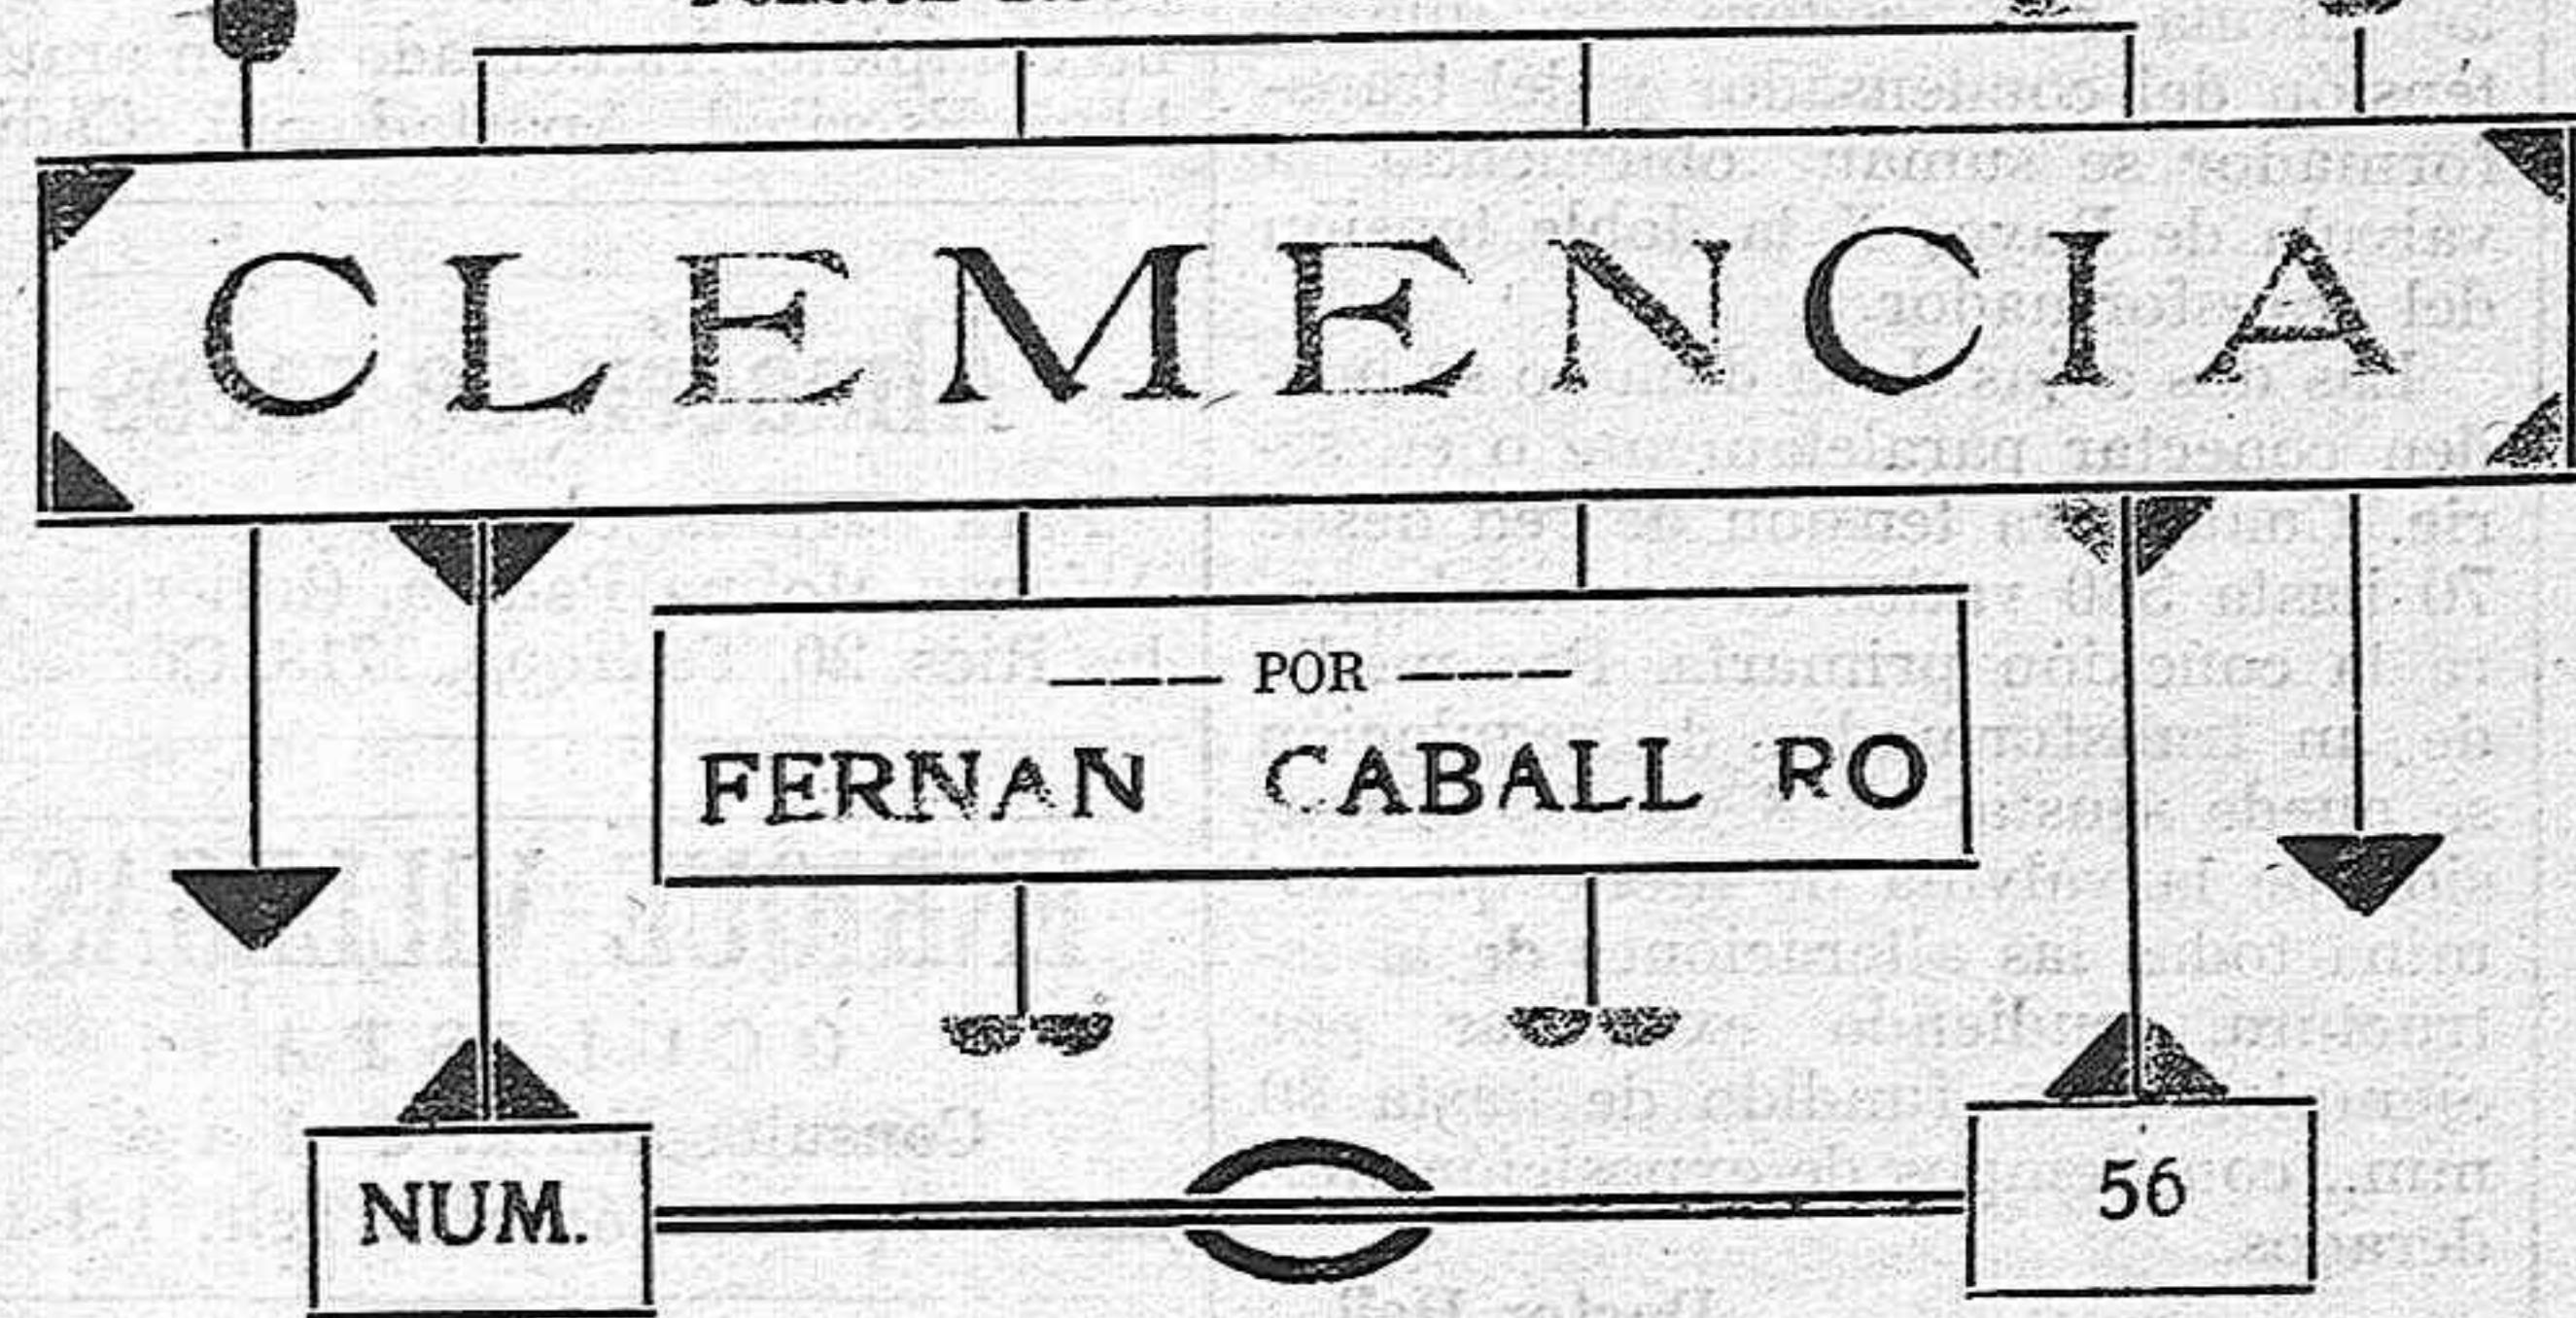 CLEMENCIA
--- POR ---
FERNAN CABALL RO
NUM. 56